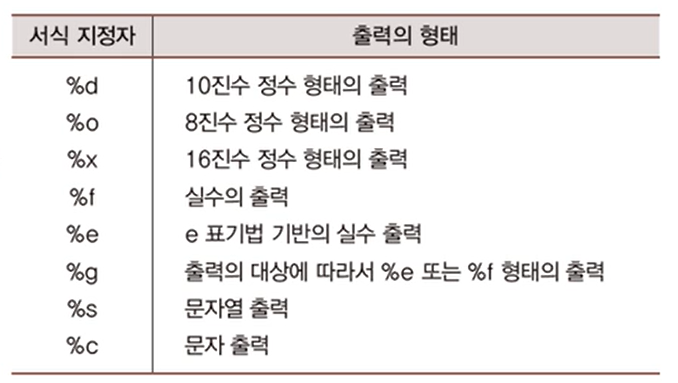 서식 지정자 출력의 형태
%d 10진수 정수 형태의 출력
%o 8진수 정수 형태의 출력
%x 16진수 정수 형태의 출력
%f 실수의 출력
%e e 표기법 기반의 실수 출력
%g 출력의 대상에 따라서 %e 또는 %f 형태의 출력
%s 문자열 출력
%c 문자 출력